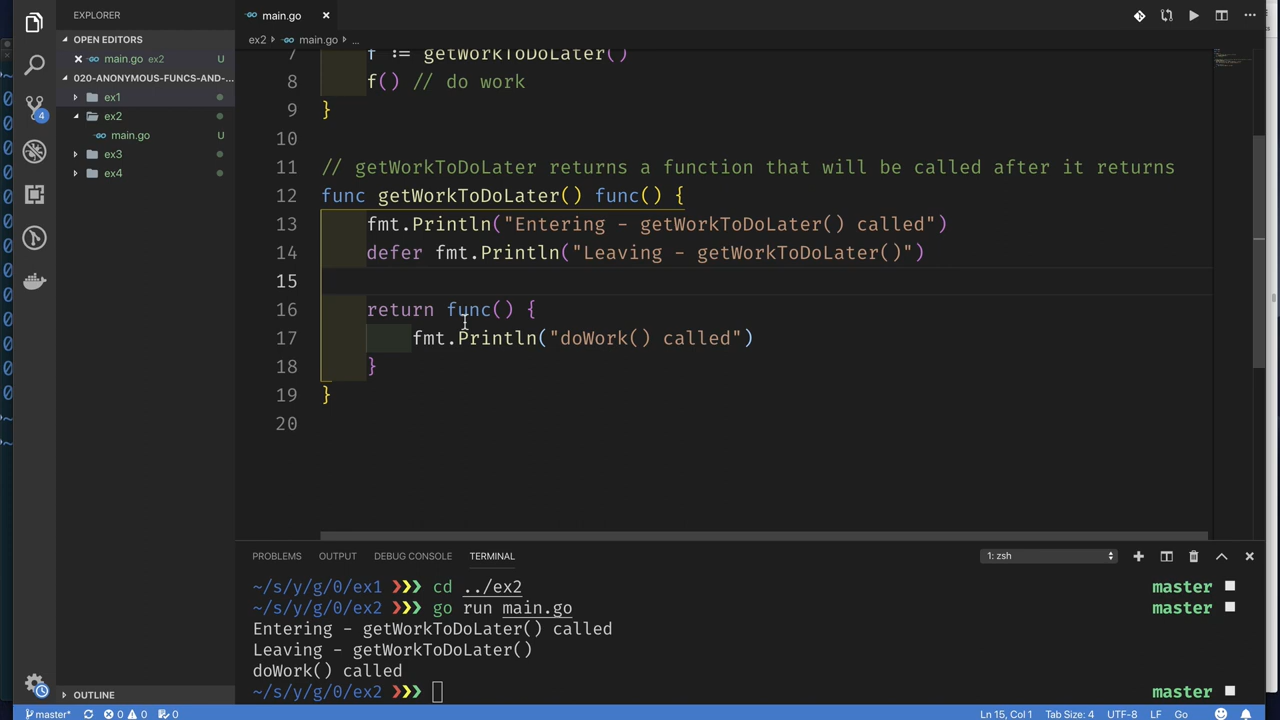 EXPLORER
main.go
OPEN EDITORS
main.go ex2 U
ex2 > main.go > ...
020-ANONYMOUS-FUNCS-AND-...
ex1
ex2
main.go U
ex3
ex4
OUTLINE
4
7 f := getWorkToDoLater()
8 f() // do work
9 }
10
11 // getWorkToDoLater returns a function that will be called after it returns
12 func getWorkToDoLater() func() {
13 fmt.Println("Entering - getWorkToDoLater() called")
14 defer fmt.Println("Leaving - getWorkToDoLater()")
15
16 return func() {
17 fmt.Println("doWork() called")
18 }
19 }
20
PROBLEMS OUTPUT DEBUG CONSOLE TERMINAL 1: zsh
~/s/y/g/0/ex1 ❯❯❯ cd ../ex2 master
~/s/y/g/0/ex2 ❯❯❯ go run main.go master
Entering - getWorkToDoLater() called
Leaving - getWorkToDoLater()
doWork() called
~/s/y/g/0/ex2 ❯❯❯ master
master* 0 0 0 Ln 15, Col 1 Tab Size: 4 UTF-8 LF Go